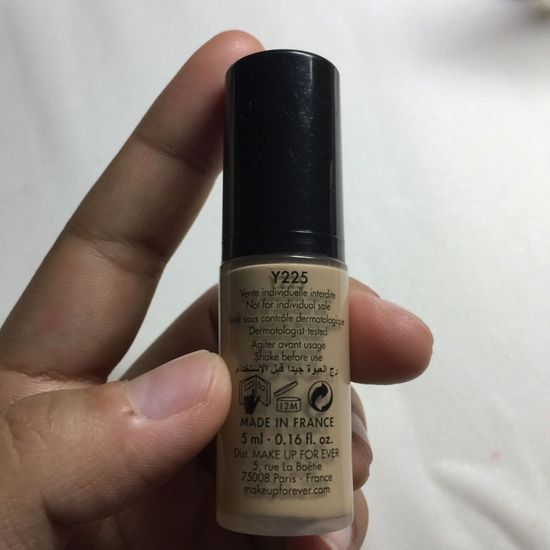 Y225
Vente individuelle interdite
Not for individual sale
Testé sous contrôle dermatologique
Dermatologist-tested
Agiter avant usage
Shake before use
رج العبوة جيدا قبل الإستخدام
12M
MADE IN FRANCE
5 ml - 0.16 fl. oz.
Dist. MAKE UP FOR EVER
5, rue La Boétie
75008 Paris - France
makeupforever.com